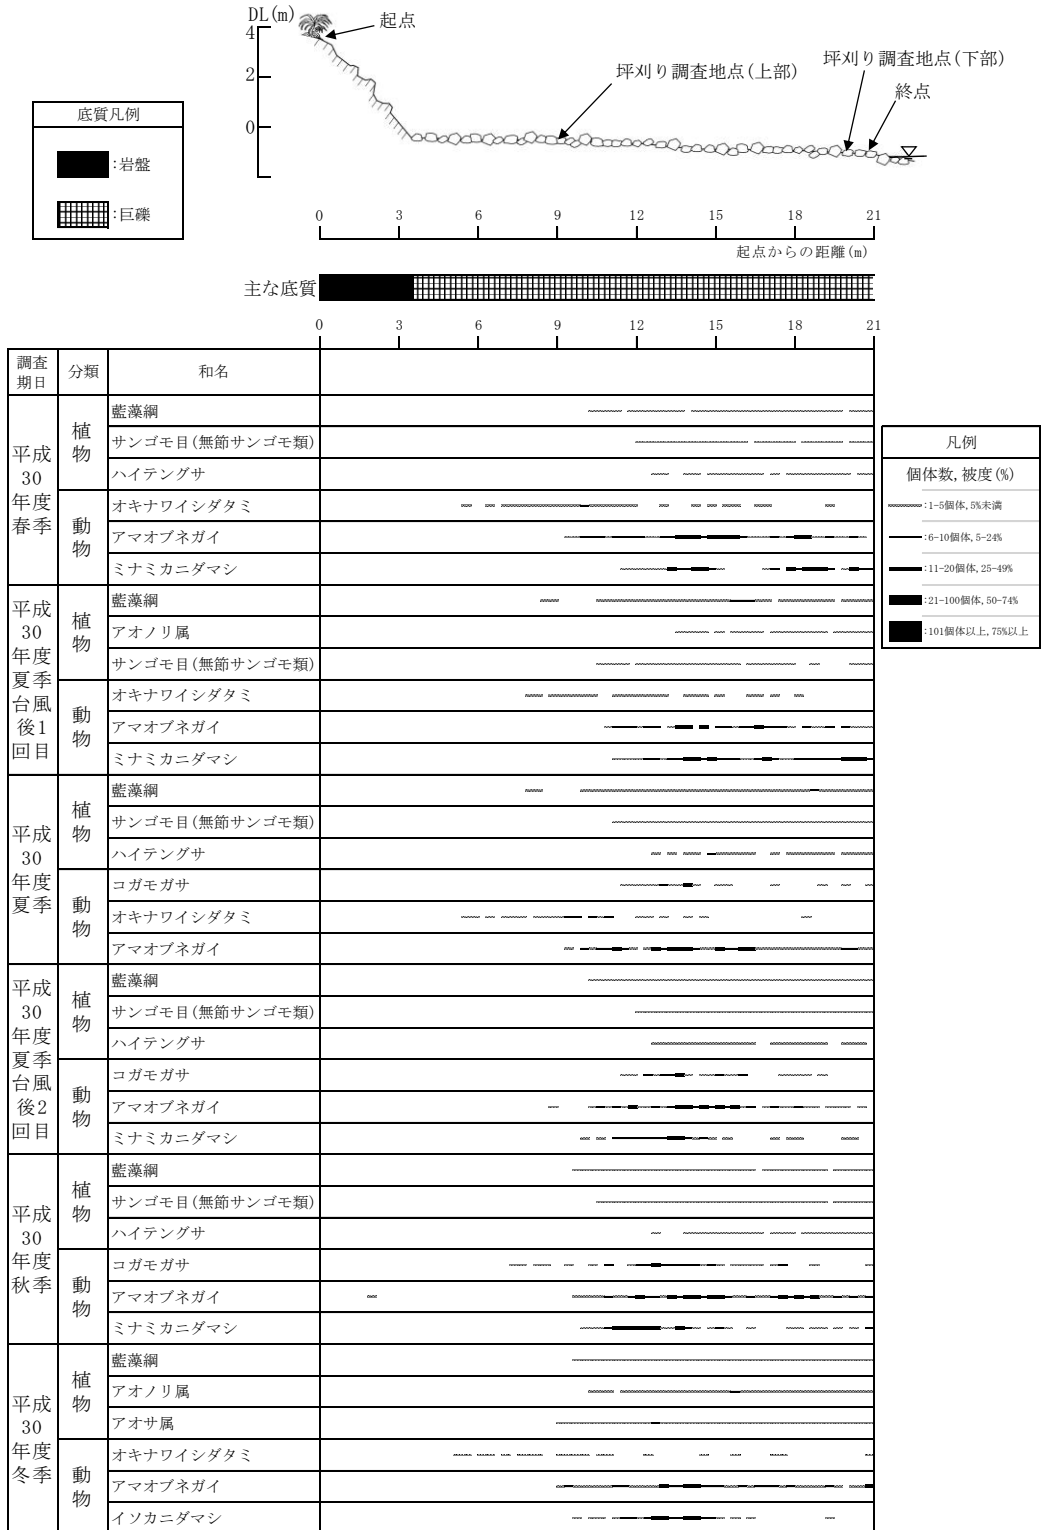 DL(m)
4
2
0
起点
坪刈り調査地点(上部)
坪刈り調査地点(下部)
終点
底質凡例
:岩盤
:巨礫
0 3 6 9 12 15 18 21
起点からの距離(m)
主な底質
0 3 6 9 12 15 18 21
調査期日 分類 和名
平成30年度春季
植物
藍藻綱
サンゴモ目(無節サンゴモ類)
ハイテングサ
動物
オキナワイシダタミ
アマオブネガイ
ミナミカニダマシ
平成30年度夏季台風後1回目
植物
藍藻綱
アオノリ属
サンゴモ目(無節サンゴモ類)
動物
オキナワイシダタミ
アマオブネガイ
ミナミカニダマシ
平成30年度夏季
植物
藍藻綱
サンゴモ目(無節サンゴモ類)
ハイテングサ
動物
コガモガサ
オキナワイシダタミ
アマオブネガイ
平成30年度夏季台風後2回目
植物
藍藻綱
サンゴモ目(無節サンゴモ類)
ハイテングサ
動物
コガモガサ
アマオブネガイ
ミナミカニダマシ
平成30年度秋季
植物
藍藻綱
サンゴモ目(無節サンゴモ類)
ハイテングサ
動物
コガモガサ
アマオブネガイ
ミナミカニダマシ
平成30年度冬季
植物
藍藻綱
アオノリ属
アオサ属
動物
オキナワイシダタミ
アマオブネガイ
イソカニダマシ
凡例
個体数,被度(%)
:1-5個体,5%未満
:6-10個体,5-24%
:11-20個体,25-49%
:21-100個体,50-74%
:101個体以上,75%以上